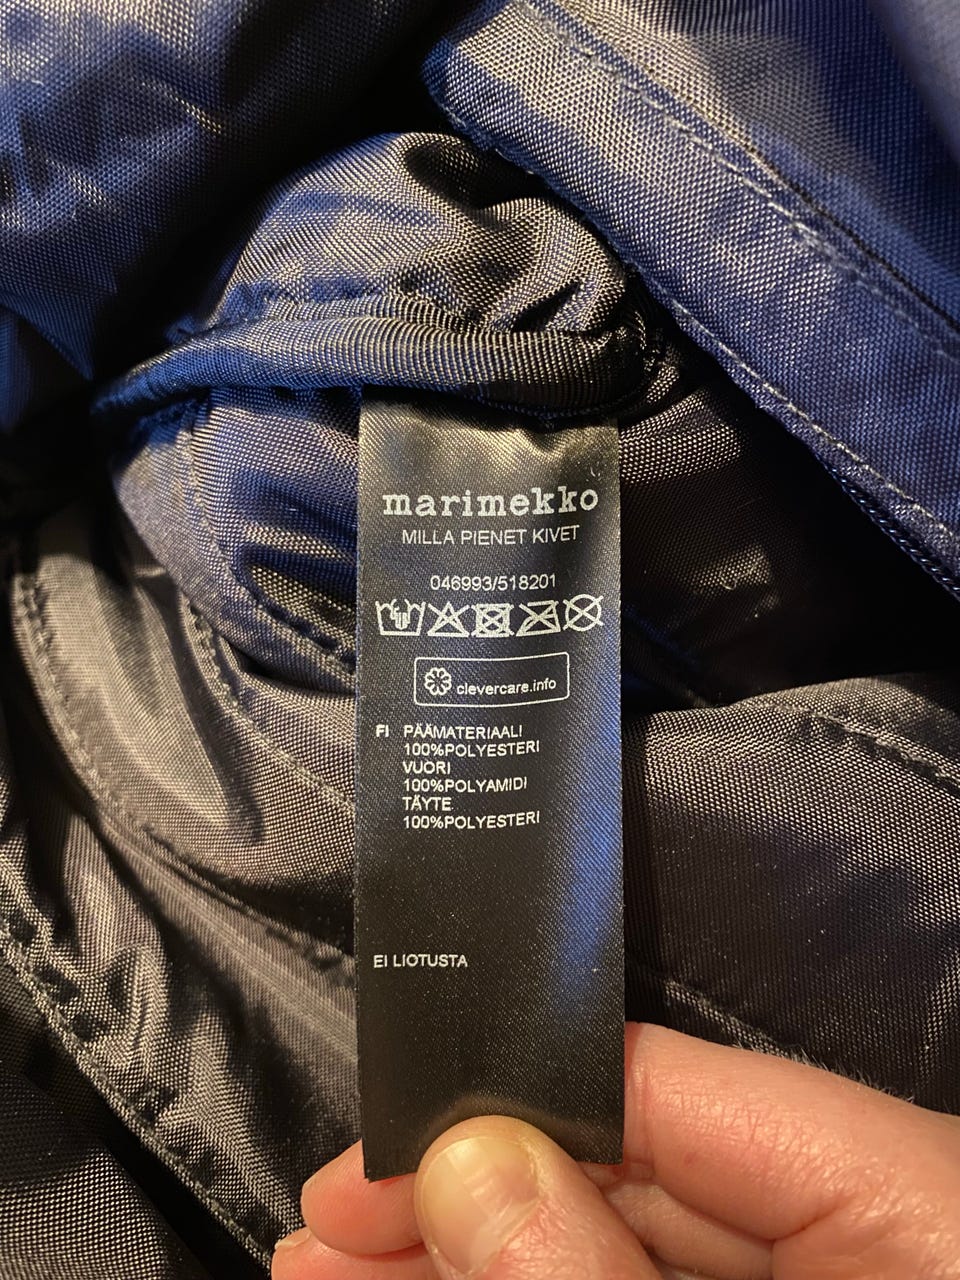 marimekko
MILLA PIENET KIVET
046993/518201
clevercare.info
FI PÄÄMATERIAALI
100%POLYESTERI
VUORI
100%POLYAMIDI
TÄYTE
100%POLYESTERI
EI LIOTUSTA